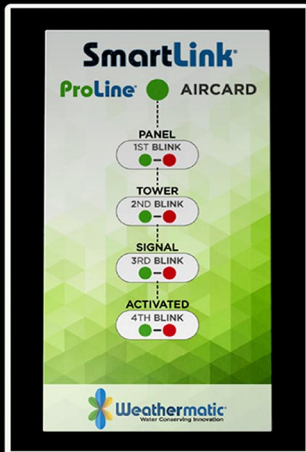 SmartLink®
ProLine® AIRCARD
PANEL
1ST BLINK
TOWER
2ND BLINK
SIGNAL
3RD BLINK
ACTIVATED
4TH BLINK
Weathermatic®
Water Conserving Innovation